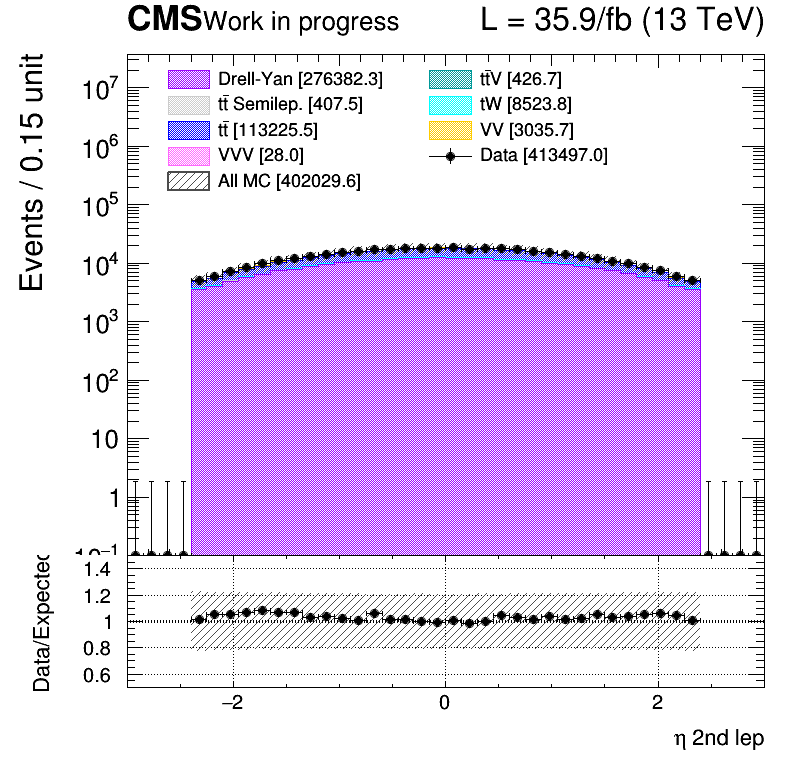 CMS Work in progress L = 35.9/fb (13 TeV)
Events / 0.15 unit
10⁷
10⁶
10⁵
10⁴
10³
10²
10
1
10⁻¹
Drell-Yan [276382.3]
tt̄ Semilep. [407.5]
tt̄ [113225.5]
VVV [28.0]
All MC [402029.6]
tt̄V [426.7]
tW [8523.8]
VV [3035.7]
Data [413497.0]
Data/Expected
1.4
1.2
1
0.8
0.6
−2 0 2
η 2nd lep